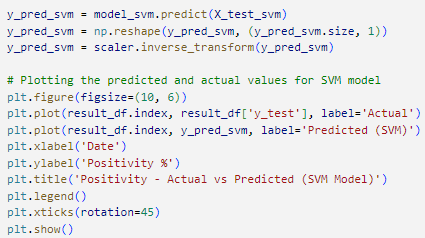 y_pred_svm = model_svm.predict(X_test_svm)
y_pred_svm = np.reshape(y_pred_svm, (y_pred_svm.size, 1))
y_pred_svm = scaler.inverse_transform(y_pred_svm)
# Plotting the predicted and actual values for SVM model
plt.figure(figsize=(10, 6))
plt.plot(result_df.index, result_df['y_test'], label='Actual')
plt.plot(result_df.index, y_pred_svm, label='Predicted (SVM)')
plt.xlabel('Date')
plt.ylabel('Positivity %')
plt.title('Positivity - Actual vs Predicted (SVM Model)')
plt.legend()
plt.xticks(rotation=45)
plt.show()